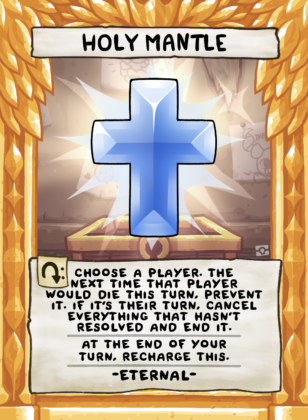 HOLY MANTLE
: CHOOSE A PLAYER. THE
NEXT TIME THAT PLAYER
WOULD DIE THIS TURN, PREVENT
IT. IF IT'S THEIR TURN, CANCEL
EVERYTHING THAT HASN'T
RESOLVED AND END IT.
AT THE END OF YOUR
TURN, RECHARGE THIS.
-ETERNAL-